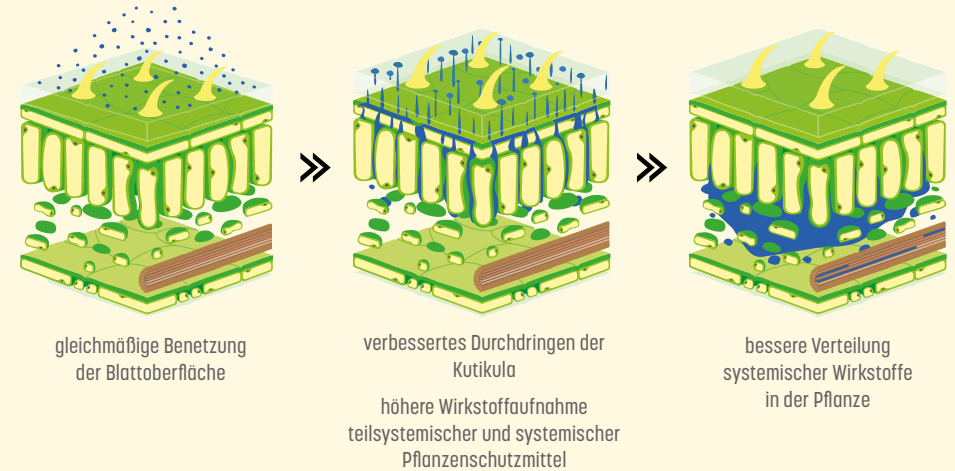 gleichmäßige Benetzung
der Blattoberfläche
verbessertes Durchdringen der
Kutikula
höhere Wirkstoffaufnahme
teilsystemischer und systemischer
Pflanzenschutzmittel
bessere Verteilung
systemischer Wirkstoffe
in der Pflanze